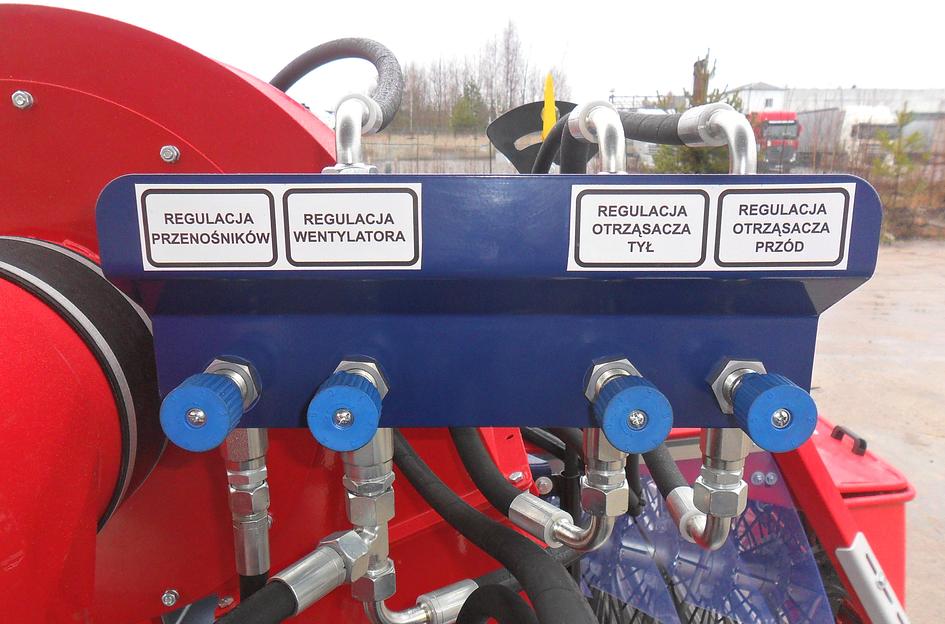 REGULACJA
PRZENOŚNIKÓW
REGULACJA
WENTYLATORA
REGULACJA
OTRZĄSACZA
TYŁ
REGULACJA
OTRZĄSACZA
PRZÓD